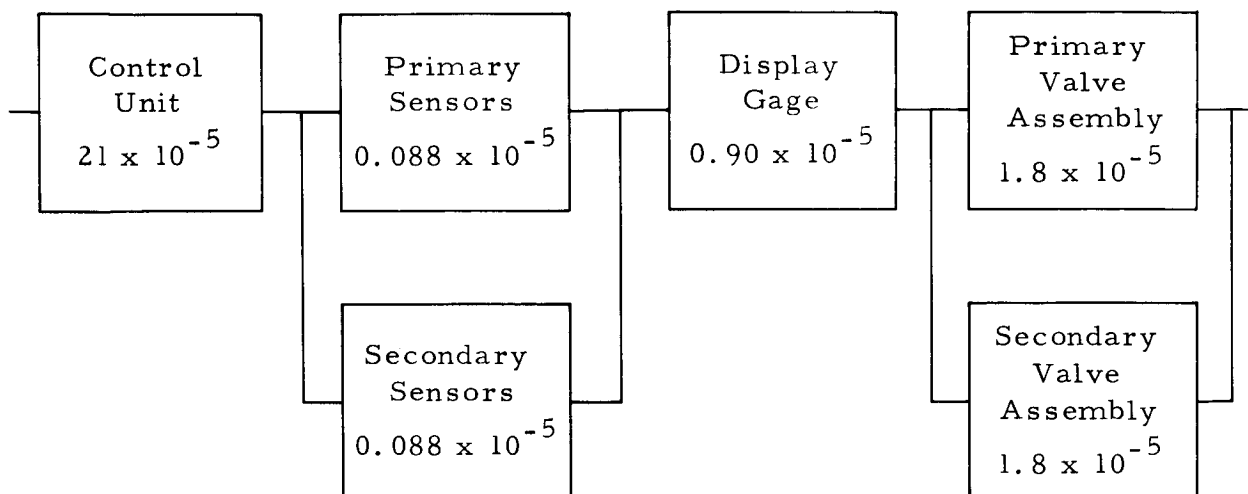 Control
Unit
21 x 10⁻⁵
Primary
Sensors
0.088 x 10⁻⁵
Secondary
Sensors
0.088 x 10⁻⁵
Display
Gage
0.90 x 10⁻⁵
Primary
Valve
Assembly
1.8 x 10⁻⁵
Secondary
Valve
Assembly
1.8 x 10⁻⁵